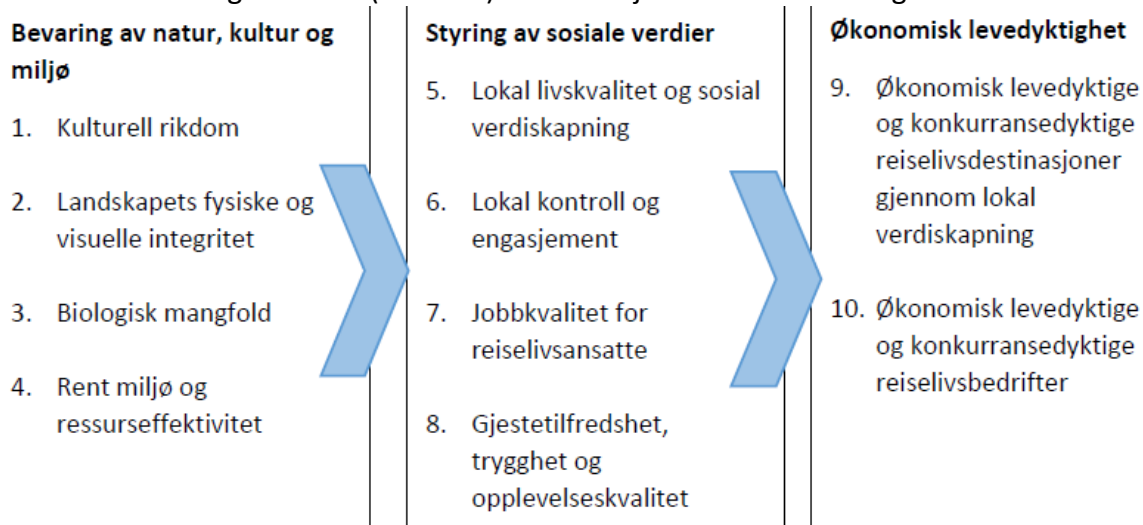 Bevaring av natur, kultur og
miljø
1. Kulturell rikdom
2. Landskapets fysiske og
visuelle integritet
3. Biologisk mangfold
4. Rent miljø og
ressurseffektivitet
Styring av sosiale verdier
5. Lokal livskvalitet og sosial
verdiskapning
6. Lokal kontroll og
engasjement
7. Jobbkvalitet for
reiselivsansatte
8. Gjestetilfredshet,
trygghet og
opplevelseskvalitet
Økonomisk levedyktighet
9. Økonomisk levedyktige
og konkurransedyktige
reiselivsdestinasjoner
gjennom lokal
verdiskapning
10. Økonomisk levedyktige
og konkurransedyktige
reiselivsbedrifter